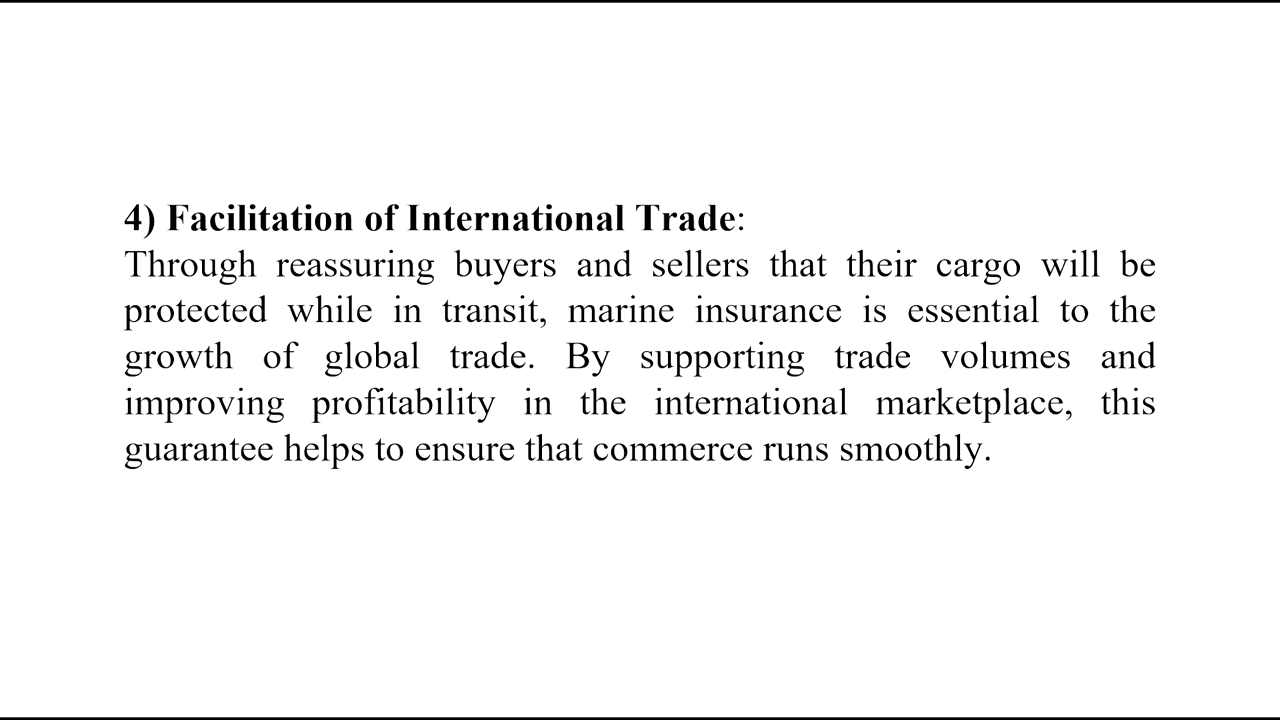 4) Facilitation of International Trade:
Through reassuring buyers and sellers that their cargo will be
protected while in transit, marine insurance is essential to the
growth of global trade. By supporting trade volumes and
improving profitability in the international marketplace, this
guarantee helps to ensure that commerce runs smoothly.